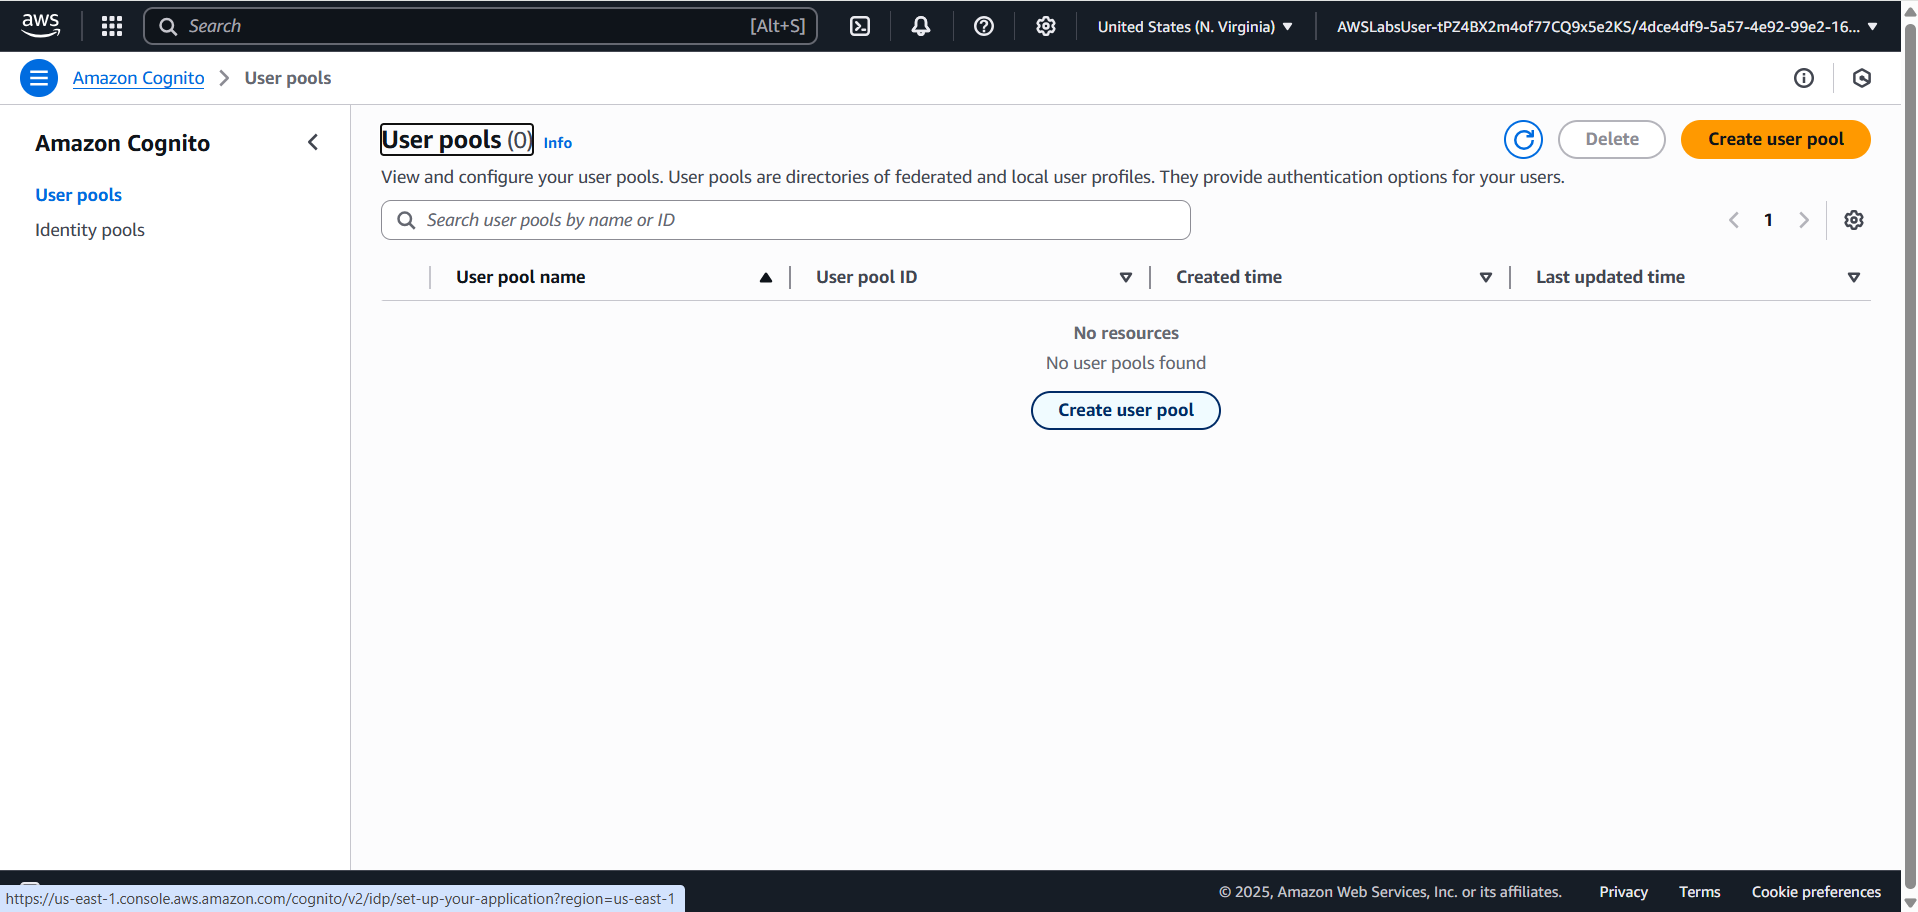 aws
Search
[Alt+S]
United States (N. Virginia)
AWSLabsUser-tPZ4BX2m4of77CQ9x5e2KS/4dce4df9-5a57-4e92-99e2-16...
Amazon Cognito
User pools
Amazon Cognito
User pools
Identity pools
User pools (0)
Info
Delete
Create user pool
View and configure your user pools. User pools are directories of federated and local user profiles. They provide authentication options for your users.
Search user pools by name or ID
1
User pool name
User pool ID
Created time
Last updated time
No resources
No user pools found
Create user pool
https://us-east-1.console.aws.amazon.com/cognito/v2/idp/set-up-your-application?region=us-east-1
© 2025, Amazon Web Services, Inc. or its affiliates.
Privacy
Terms
Cookie preferences